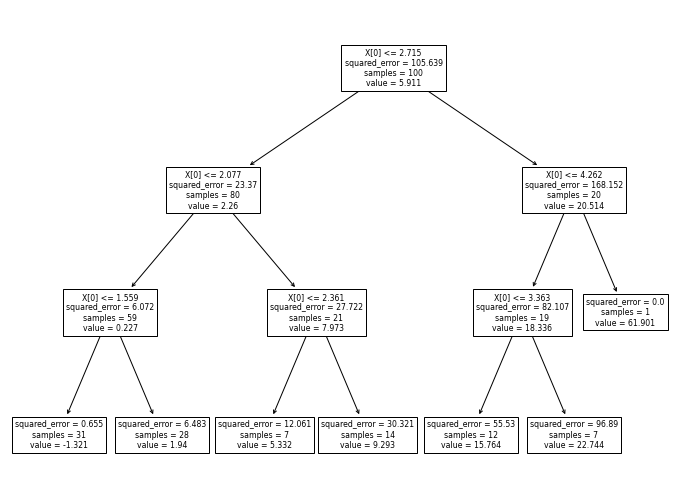 X[0] <= 2.715
squared_error = 105.639
samples = 100
value = 5.911
X[0] <= 2.077
squared_error = 23.37
samples = 80
value = 2.26
X[0] <= 4.262
squared_error = 168.152
samples = 20
value = 20.514
X[0] <= 1.559
squared_error = 6.072
samples = 59
value = 0.227
X[0] <= 2.361
squared_error = 27.722
samples = 21
value = 7.973
X[0] <= 3.363
squared_error = 82.107
samples = 19
value = 18.336
squared_error = 0.0
samples = 1
value = 61.901
squared_error = 0.655
samples = 31
value = -1.321
squared_error = 6.483
samples = 28
value = 1.94
squared_error = 12.061
samples = 7
value = 5.332
squared_error = 30.321
samples = 14
value = 9.293
squared_error = 55.53
samples = 12
value = 15.764
squared_error = 96.89
samples = 7
value = 22.744